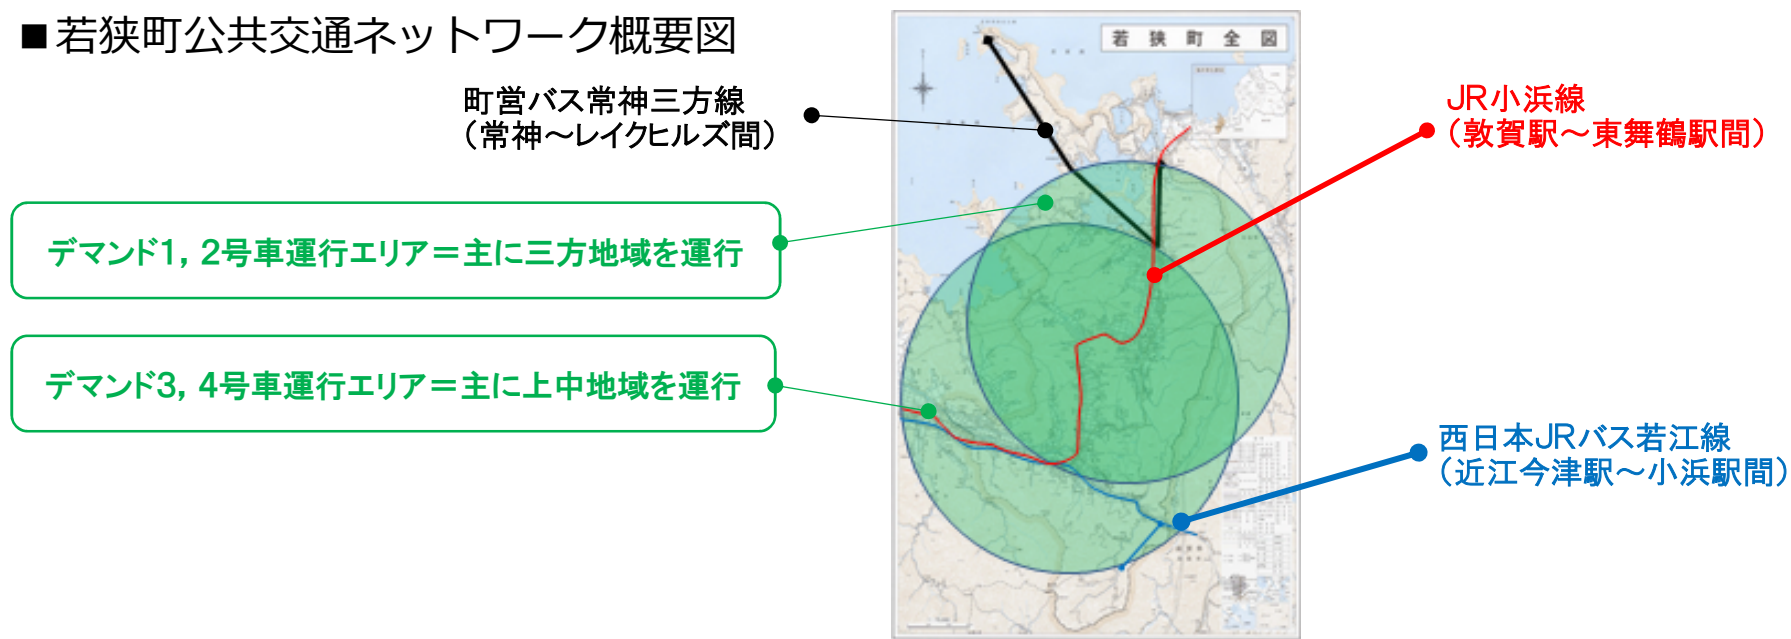 ■若狭町公共交通ネットワーク概要図
若狭町全図
町営バス常神三方線
（常神～レイクヒルズ間）
JR小浜線
（敦賀駅～東舞鶴駅間）
デマンド1，2号車運行エリア＝主に三方地域を運行
デマンド3，4号車運行エリア＝主に上中地域を運行
西日本JRバス若江線
（近江今津駅～小浜駅間）